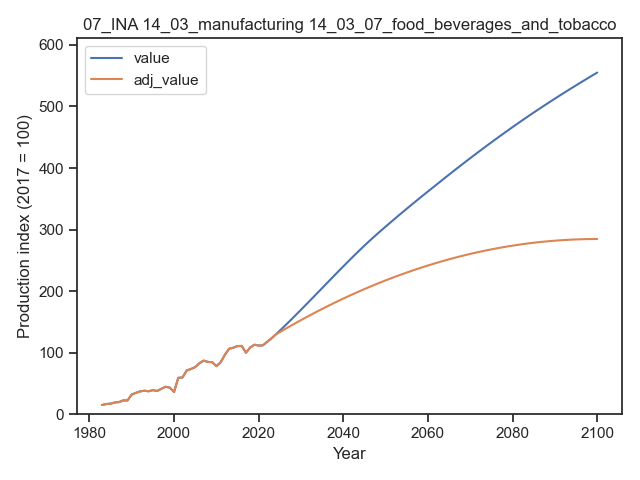 07_INA 14_03_manufacturing 14_03_07_food_beverages_and_tobacco
value
adj_value
Production index (2017 = 100)
600
500
400
300
200
100
0
1980 2000 2020 2040 2060 2080 2100
Year